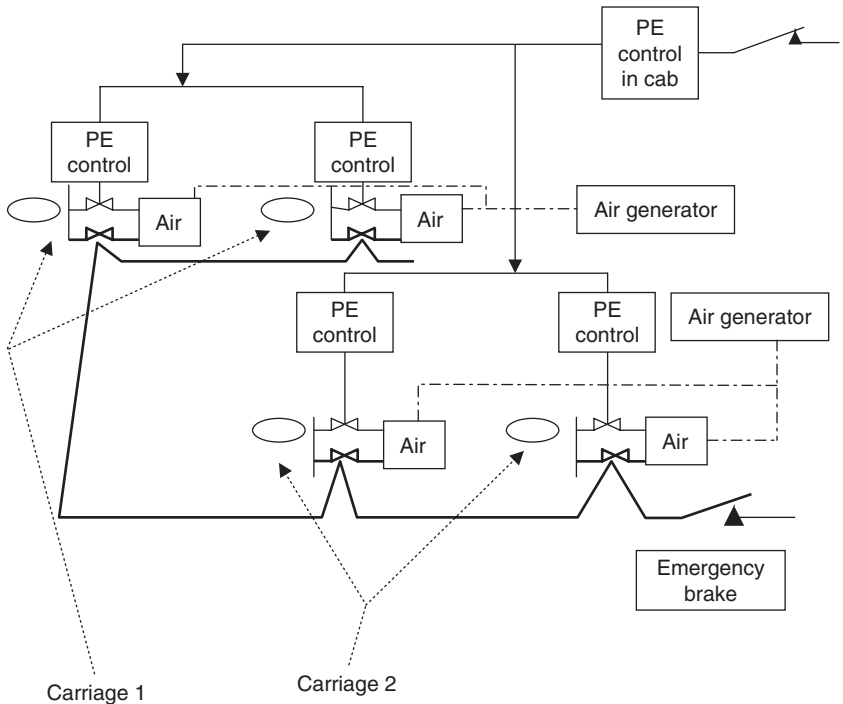 PE
control
in cab
PE
control
PE
control
Air
Air
Air generator
PE
control
PE
control
Air generator
Air
Air
Emergency
brake
Carriage 1
Carriage 2